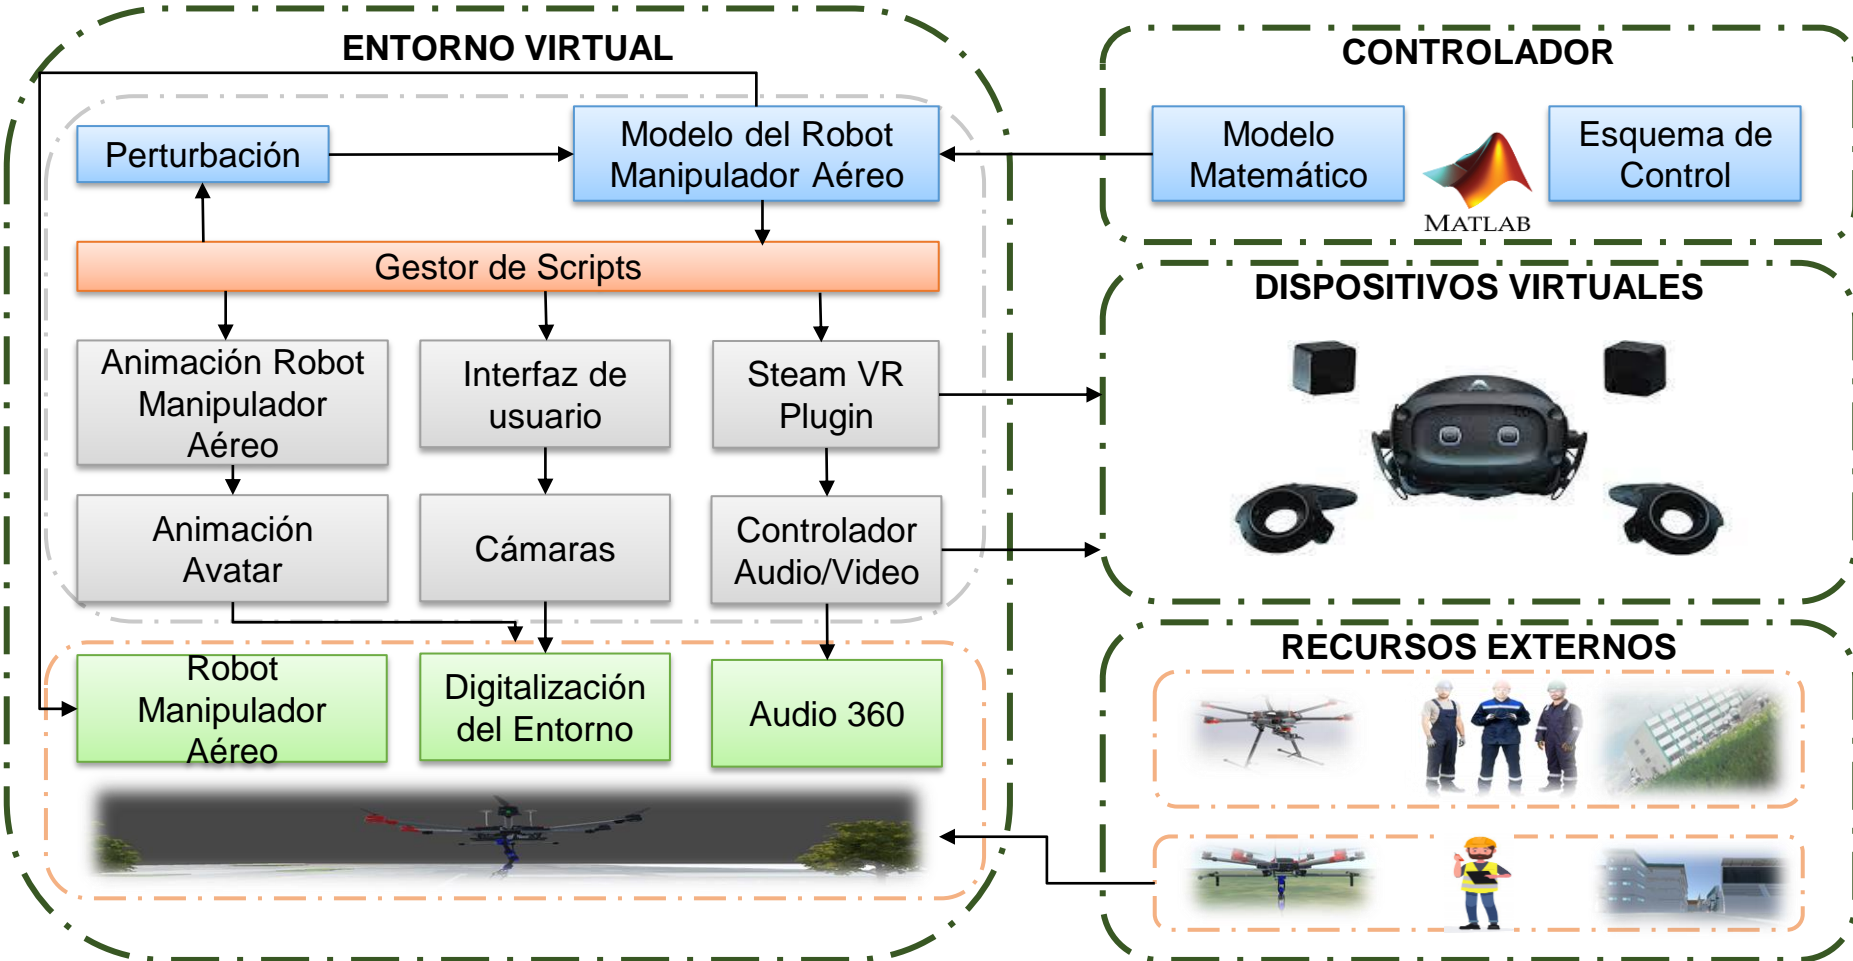 ENTORNO VIRTUAL
Perturbación
Modelo del Robot
Manipulador Aéreo
Gestor de Scripts
Animación Robot
Manipulador
Aéreo
Interfaz de
usuario
Steam VR
Plugin
Animación
Avatar
Cámaras
Controlador
Audio/Video
Robot
Manipulador
Aéreo
Digitalización
del Entorno
Audio 360
CONTROLADOR
Modelo
Matemático
MATLAB
Esquema de
Control
DISPOSITIVOS VIRTUALES
RECURSOS EXTERNOS